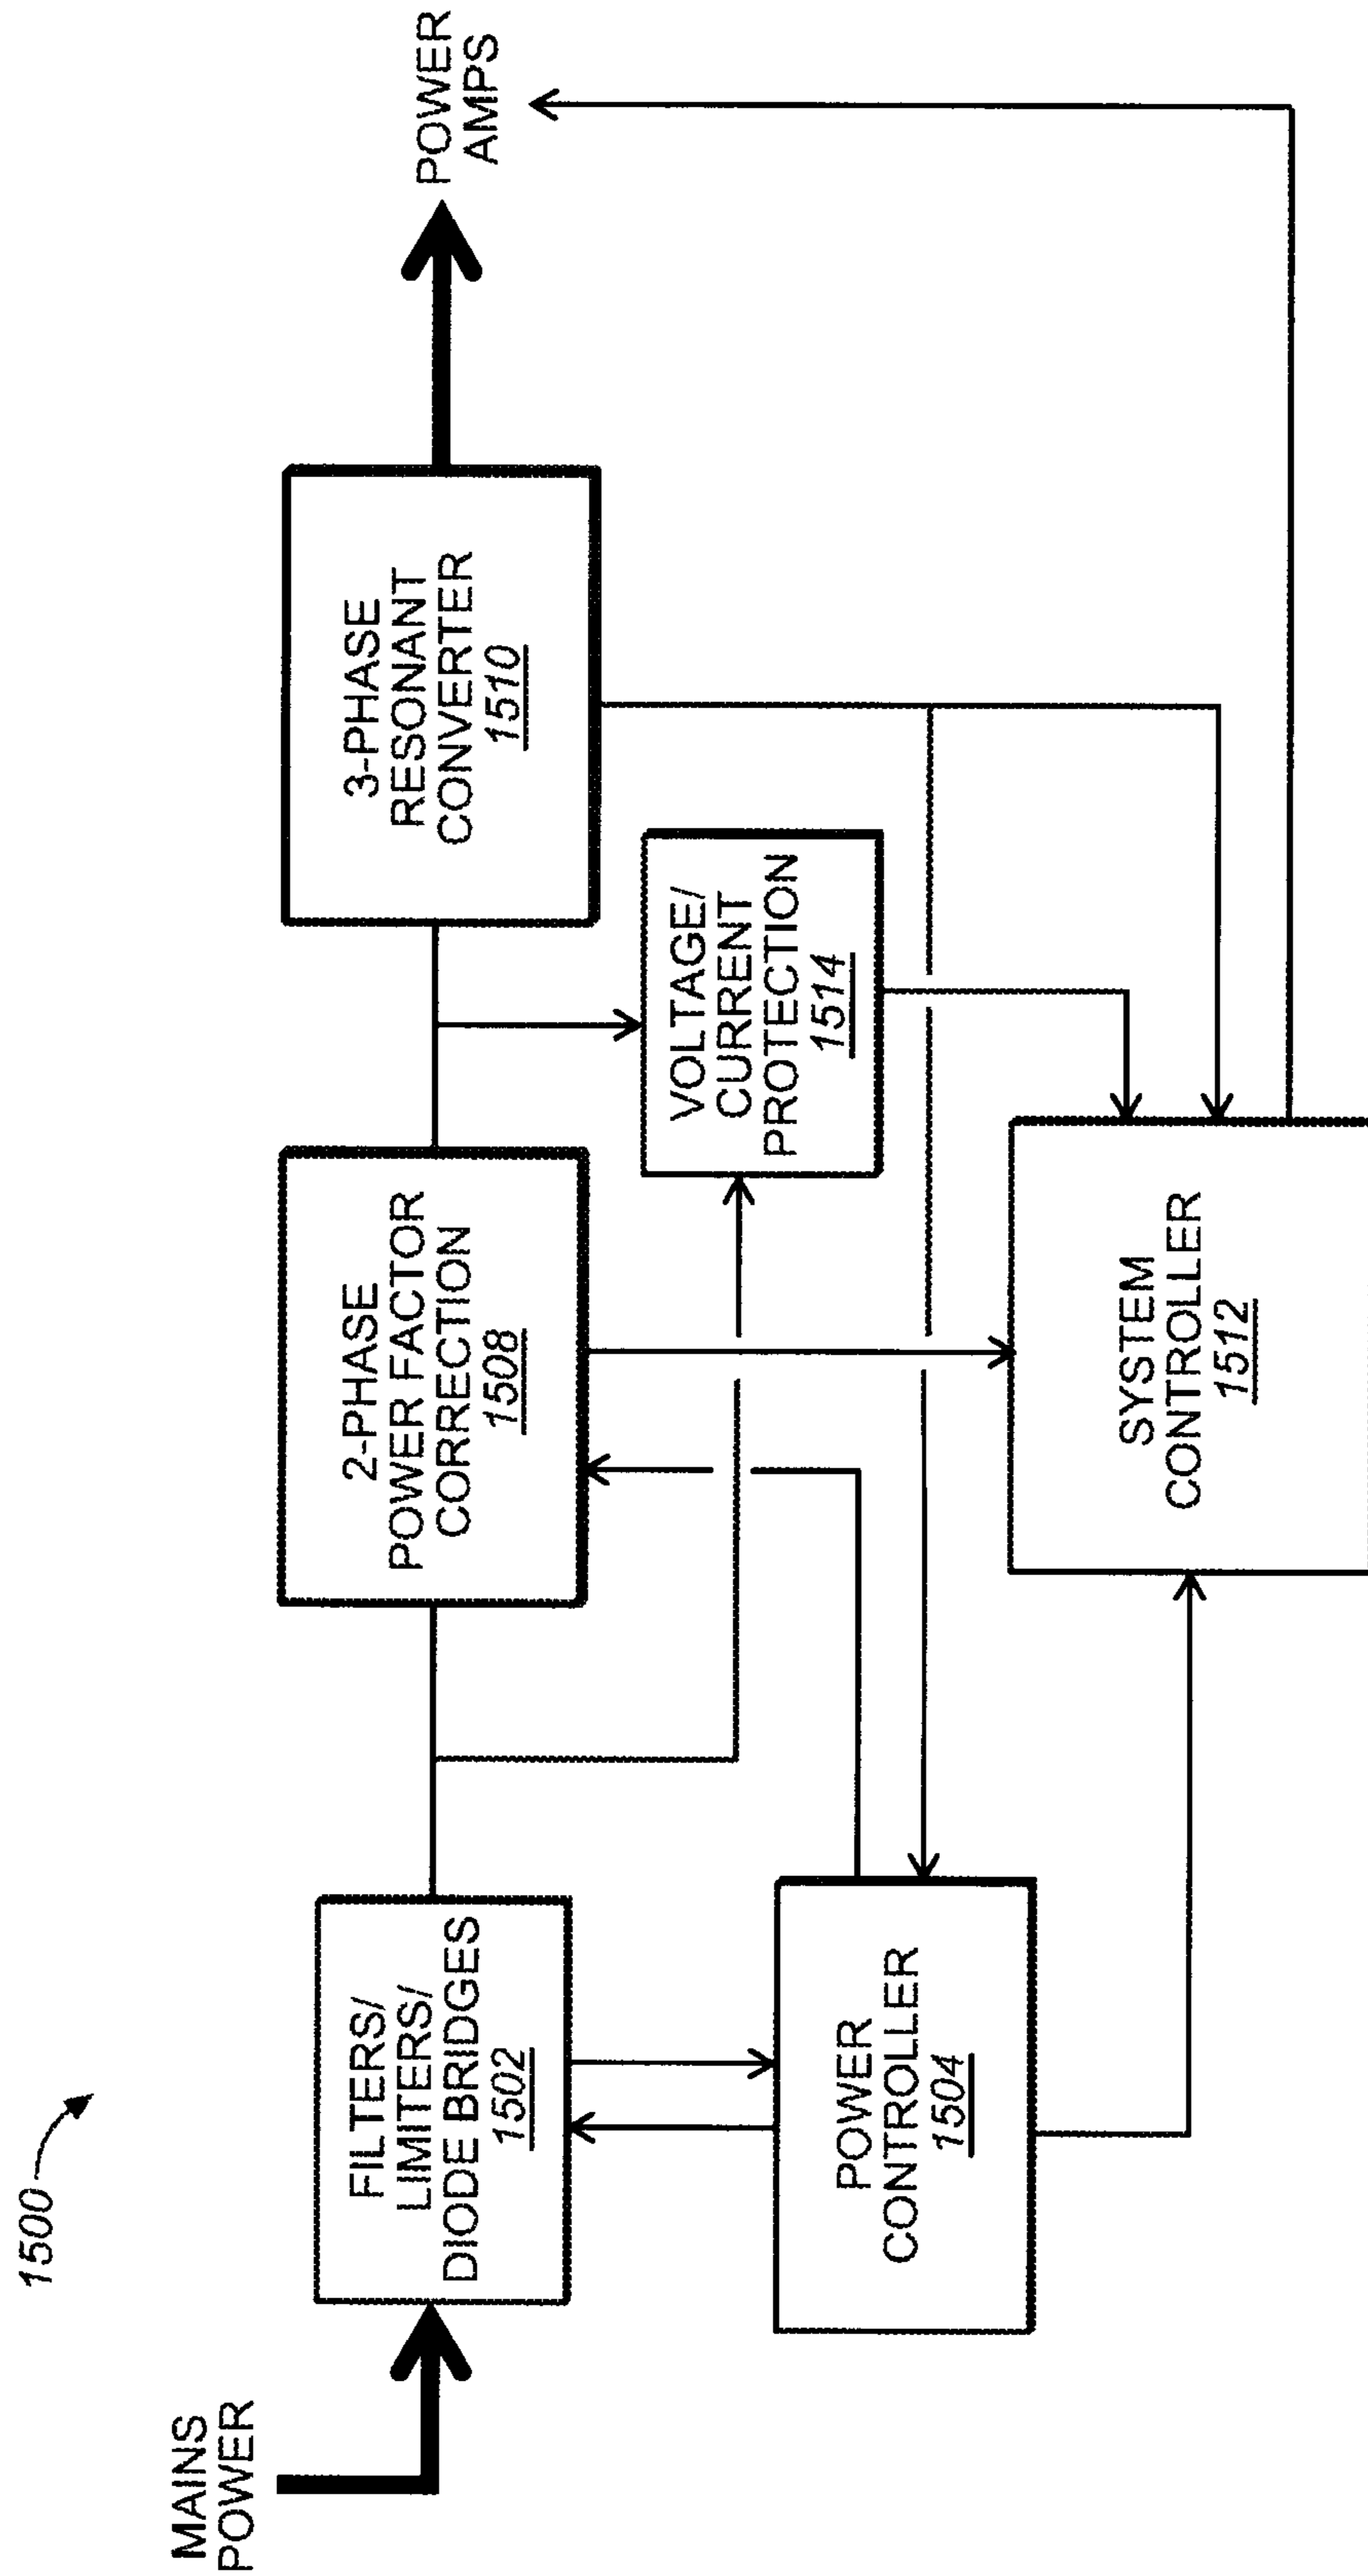 1500
MAINS
POWER
FILTERS/
LIMITERS/
DIODE BRIDGES
1502
2-PHASE
POWER FACTOR
CORRECTION
1508
3-PHASE
RESONANT
CONVERTER
1510
POWER
AMPS
VOLTAGE/
CURRENT
PROTECTION
1514
POWER
CONTROLLER
1504
SYSTEM
CONTROLLER
1512